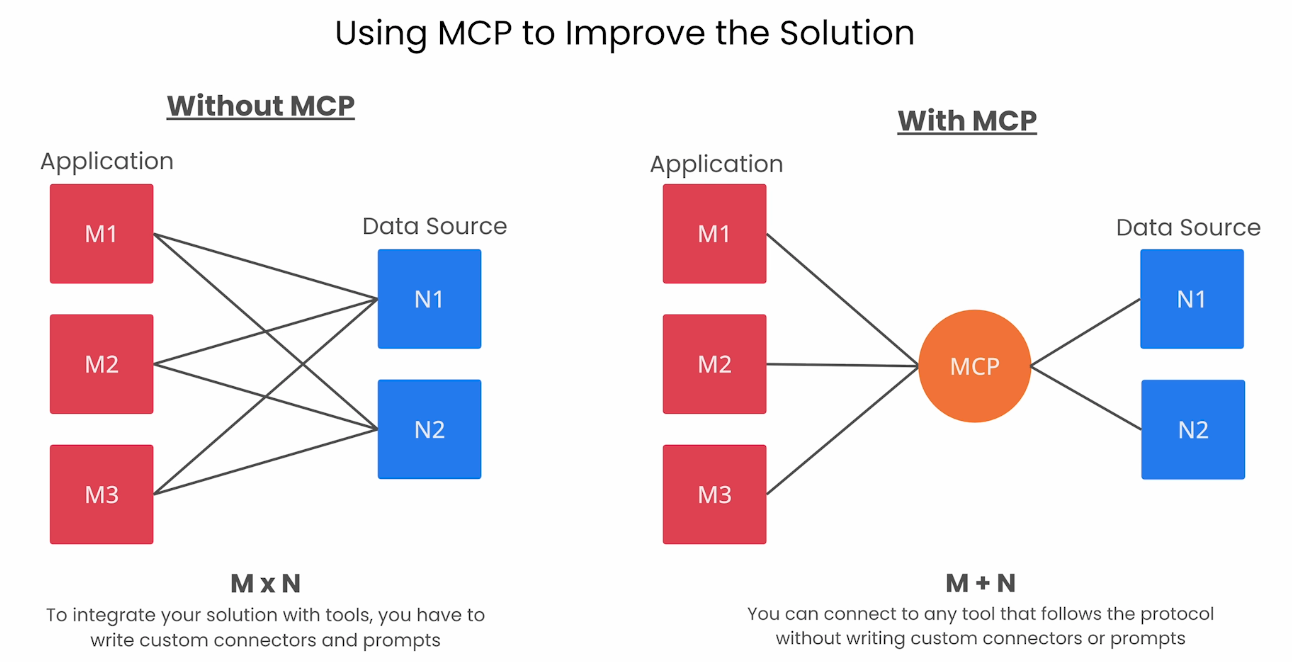 Using MCP to Improve the Solution
Without MCP
Application
M1
M2
M3
Data Source
N1
N2
M x N
To integrate your solution with tools, you have to
write custom connectors and prompts
With MCP
Application
M1
M2
M3
MCP
Data Source
N1
N2
M + N
You can connect to any tool that follows the protocol
without writing custom connectors or prompts